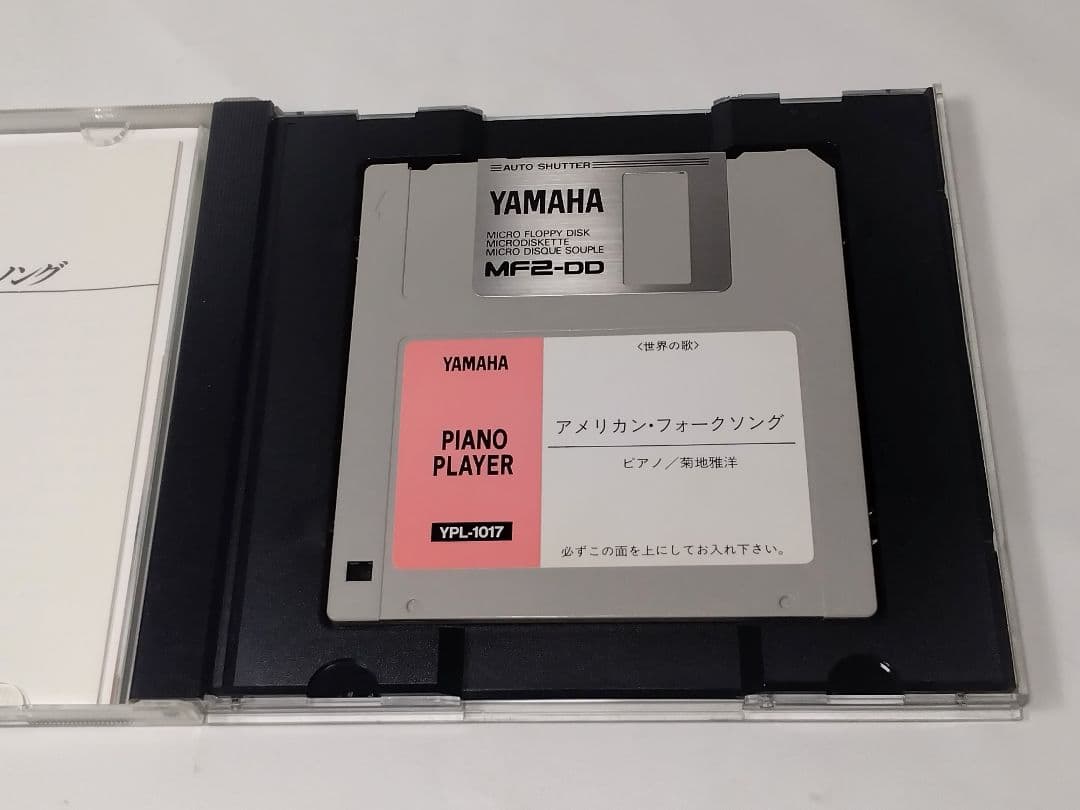 ング
AUTO SHUTTER
YAMAHA
MICRO FLOPPY DISK
MICRODISKETTE
MICRO DISQUE SOUPLE
MF2-DD
YAMAHA
PIANO
PLAYER
YPL-1017
〈世界の歌〉
アメリカン・フォークソング
ピアノ／菊地雅洋
必ずこの面を上にしてお入れ下さい。